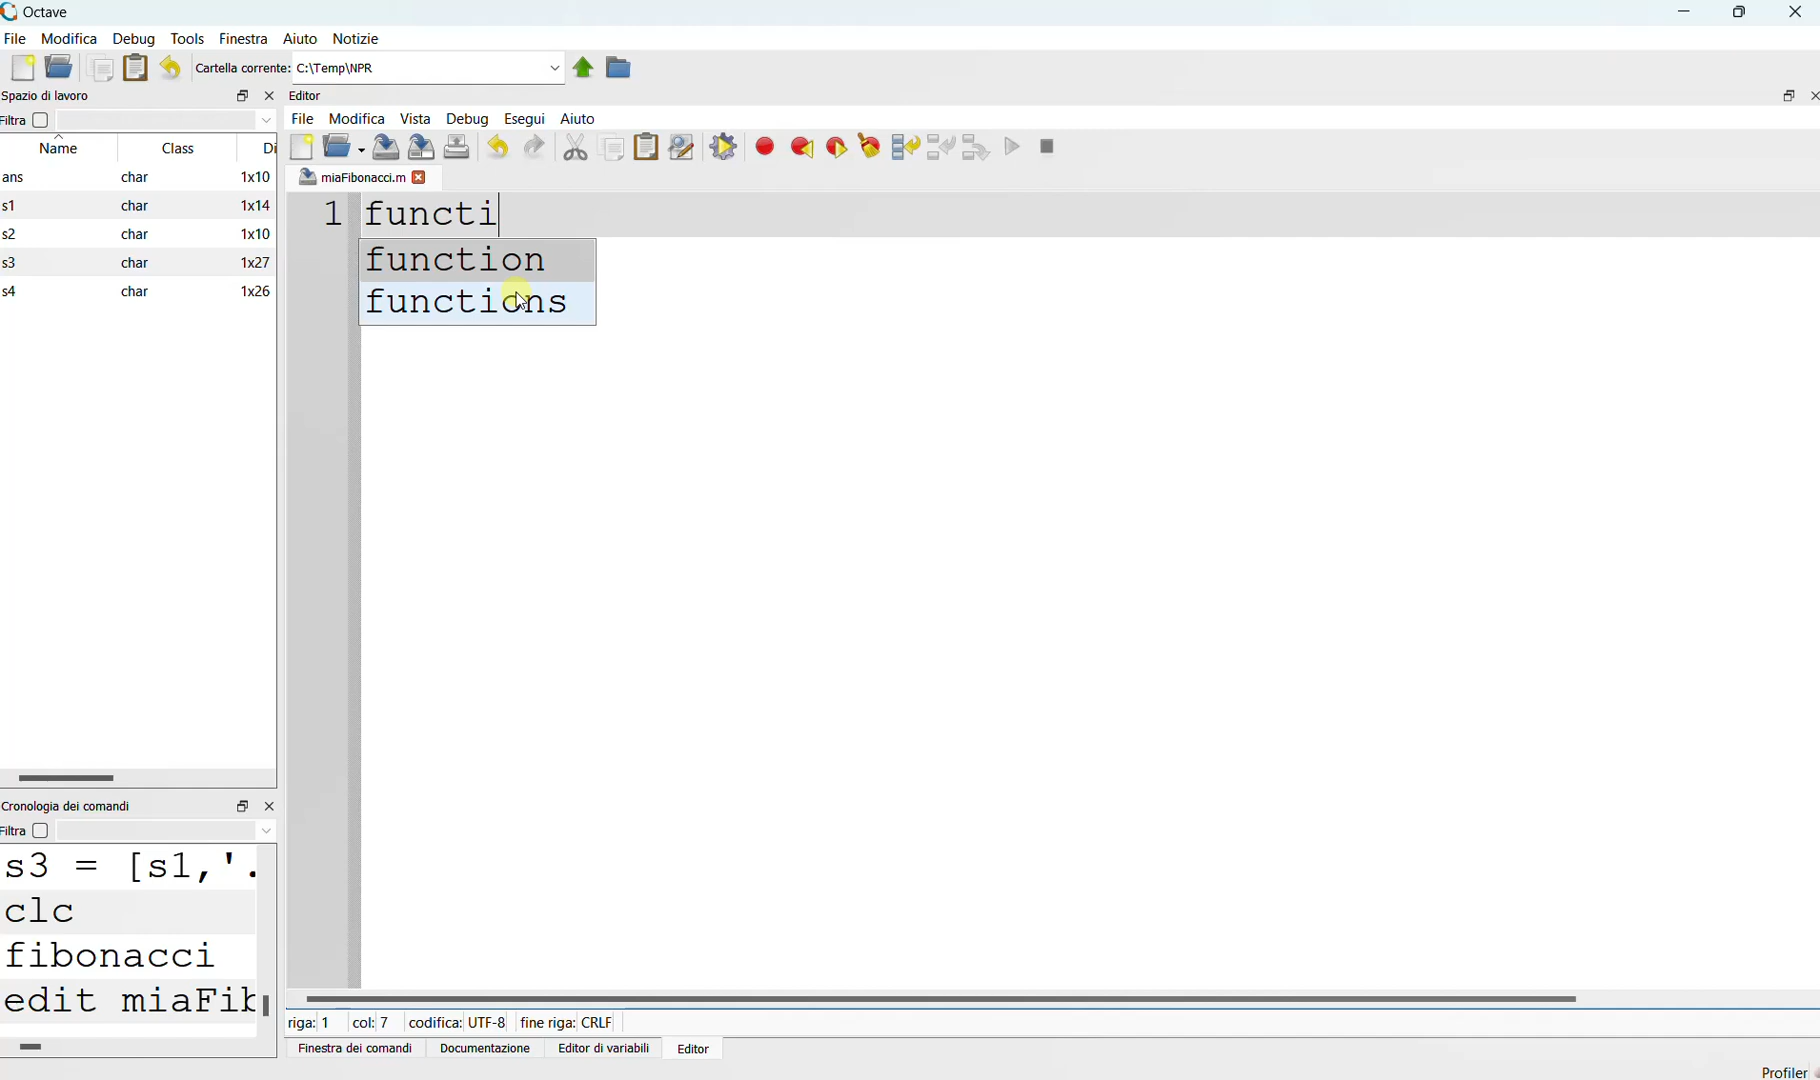 Octave
File Modifica Debug Tools Finestra Aiuto Notizie
Cartella corrente: C:\Temp\NPR
Spazio di lavoro
Filtra
Name Class Di
ans char 1x10
s1 char 1x14
s2 char 1x10
s3 char 1x27
s4 char 1x26
Cronologia dei comandi
Filtra
s3 = [s1,'.
clc
fibonacci
edit miaFib
Editor
File Modifica Vista Debug Esegui Aiuto
miaFibonacci.m
1 functi
function
functions
riga: 1 col: 7 codifica: UTF-8 fine riga: CRLF
Finestra dei comandi Documentazione Editor di variabili Editor
Profiler